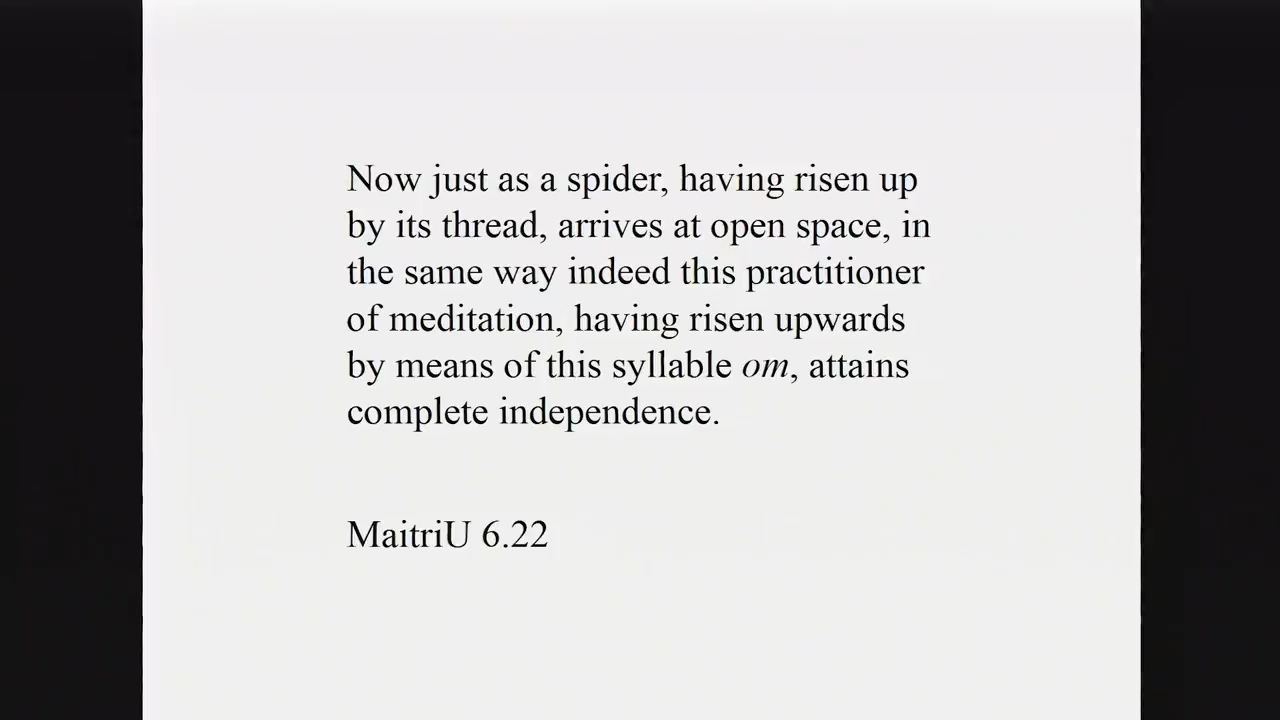 Now just as a spider, having risen up
by its thread, arrives at open space, in
the same way indeed this practitioner
of meditation, having risen upwards
by means of this syllable om, attains
complete independence.
MaitriU 6.22